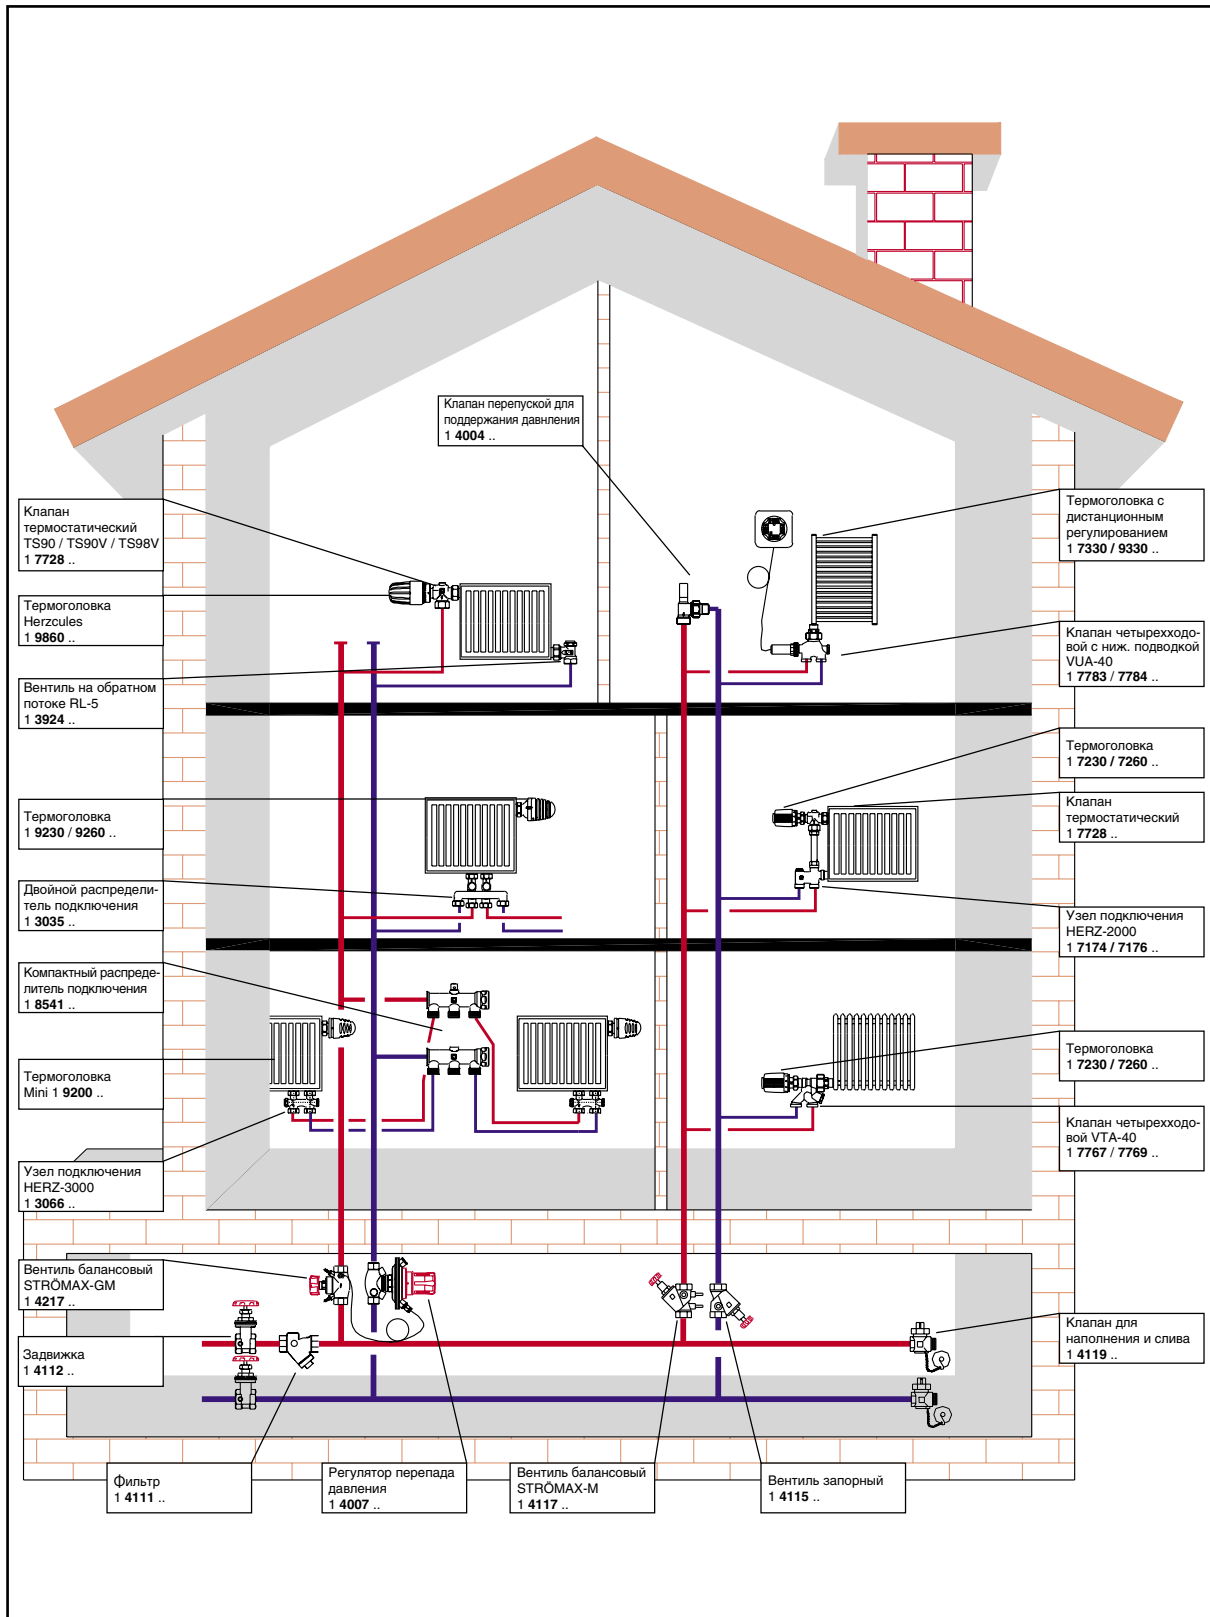 Клапан перепуской для
поддержания давнления
1 4004 ..
Клапан
термостатический
TS90 / TS90V / TS98V
1 7728 ..
Термоголовка
Herzcules
1 9860 ..
Вентиль на обратном
потоке RL-5
1 3924 ..
Термоголовка
1 9230 / 9260 ..
Двойной распредели-
тель подключения
1 3035 ..
Компактный распреде-
литель подключения
1 8541 ..
Термоголовка
Mini 1 9200 ..
Узел подключения
HERZ-3000
1 3066 ..
Вентиль балансовый
STRÖMAX-GM
1 4217 ..
Задвижка
1 4112 ..
Термоголовка с
дистанционным
регулированием
1 7330 / 9330 ..
Клапан четырехходо-
вой с ниж. подводкой
VUA-40
1 7783 / 7784 ..
Термоголовка
1 7230 / 7260 ..
Клапан
термостатический
1 7728 ..
Узел подключения
HERZ-2000
1 7174 / 7176 ..
Термоголовка
1 7230 / 7260 ..
Клапан четырехходо-
вой VTA-40
1 7767 / 7769 ..
Клапан для
наполнения и слива
1 4119 ..
Фильтр
1 4111 ..
Регулятор перепада
давления
1 4007 ..
Вентиль балансовый
STRÖMAX-M
1 4117 ..
Вентиль запорный
1 4115 ..